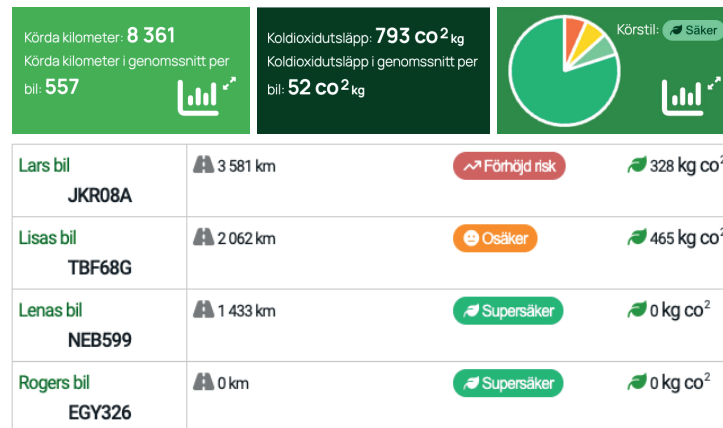 Körda kilometer: 8 361
Körda kilometer i genomssnitt per
bil: 557
Koldioxidutsläpp: 793 co² kg
Koldioxidutsläpp i genomssnitt per
bil: 52 co² kg
Körstil: Säker
Lars bil
JKR08A
3 581 km
Förhöjd risk
328 kg co²
Lisas bil
TBF68G
2 062 km
Osäker
465 kg co²
Lenas bil
NEB599
1 433 km
Supersäker
0 kg co²
Rogers bil
EGY326
0 km
Supersäker
0 kg co²